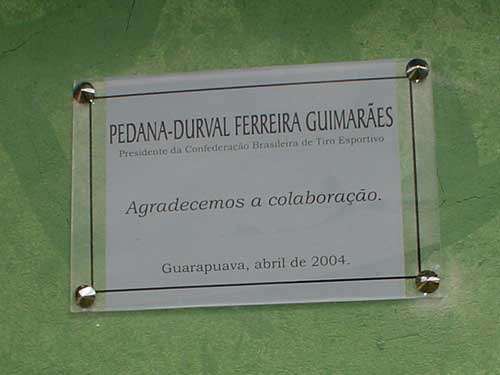 PEDANA-DURVAL FERREIRA GUIMARÃES
Presidente da Confederação Brasileira de Tiro Esportivo
Agradecemos a colaboração.
Guarapuava, abril de 2004.